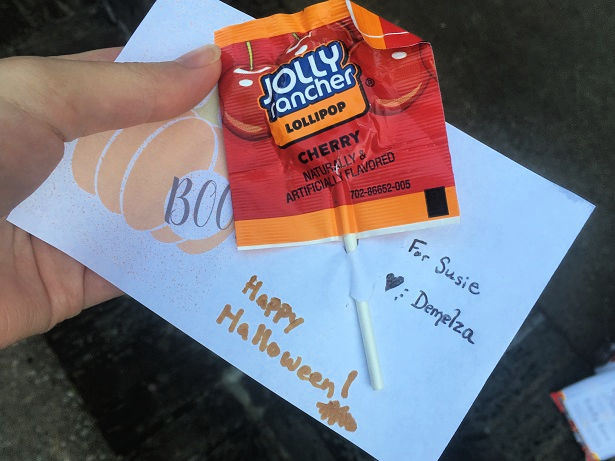 JOLLY
rancher®
LOLLIPOP
CHERRY
NATURALLY &
ARTIFICIALLY FLAVORED
702-86652-005
BOO
For Susie
♥,: Demelza
Happy
Halloween!